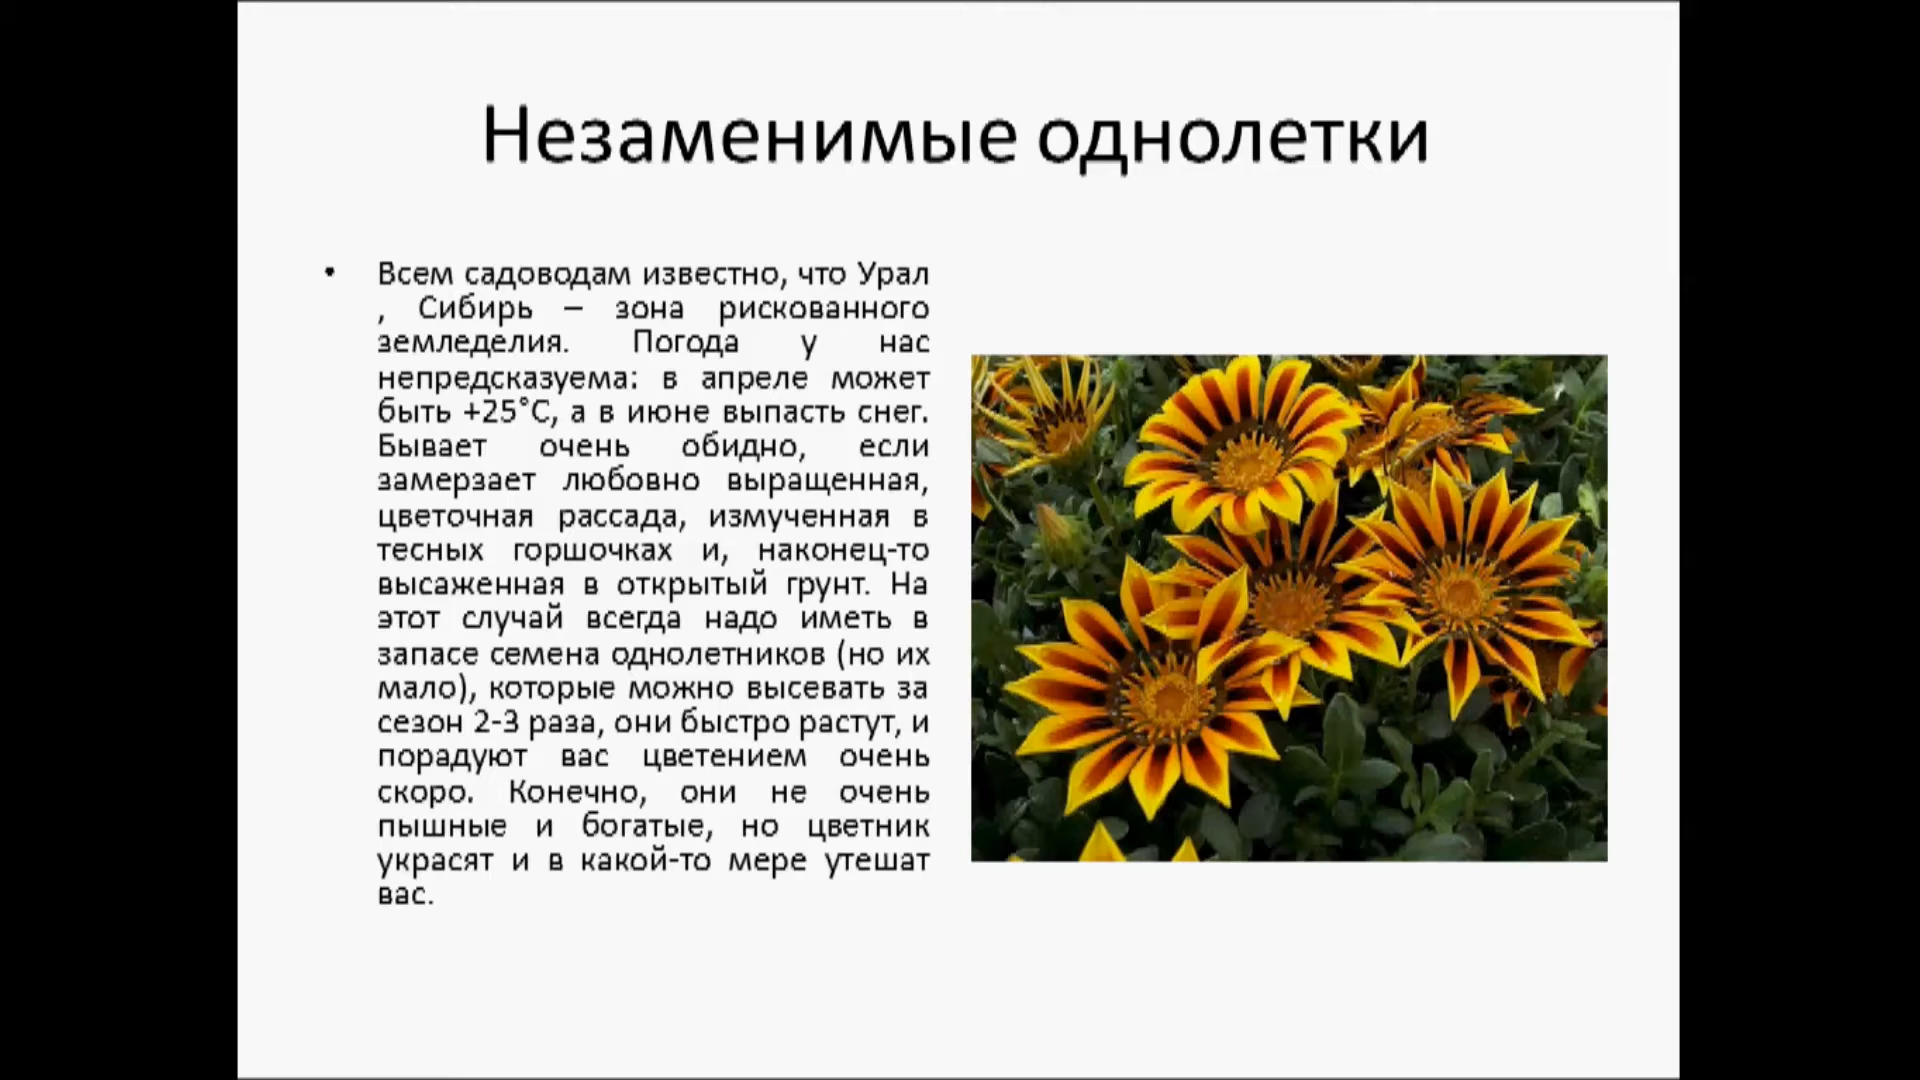 Незаменимые однолетки
• Всем садоводам известно, что Урал
, Сибирь – зона рискованного
земледелия. Погода у нас
непредсказуема: в апреле может
быть +25°С, а в июне выпасть снег.
Бывает очень обидно, если
замерзает любовно выращенная,
цветочная рассада, измученная в
тесных горшочках и, наконец-то
высаженная в открытый грунт. На
этот случай всегда надо иметь в
запасе семена однолетников (но их
мало), которые можно высевать за
сезон 2-3 раза, они быстро растут, и
порадуют вас цветением очень
скоро. Конечно, они не очень
пышные и богатые, но цветник
украсят и в какой-то мере утешат
вас.